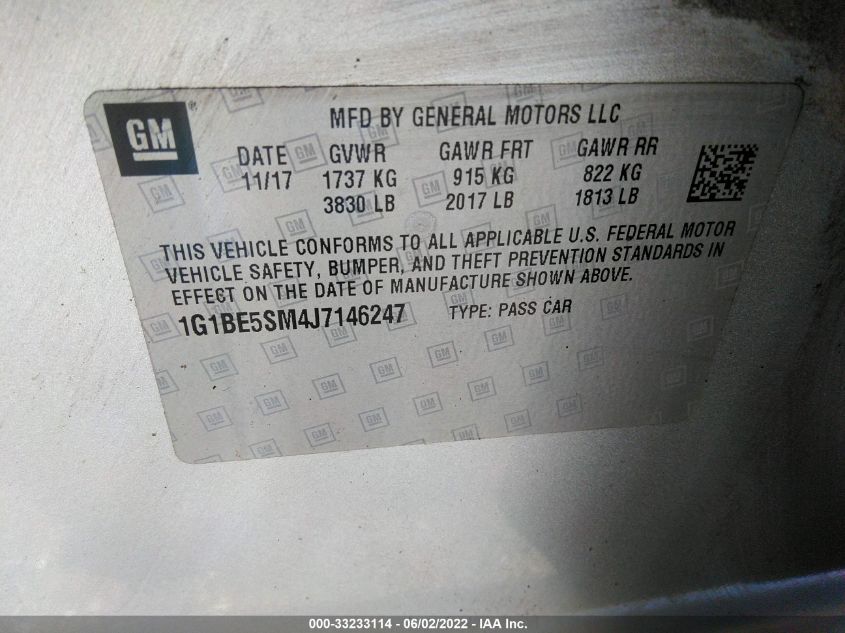 GM ®
MFD BY GENERAL MOTORS LLC
DATE GVWR GAWR FRT GAWR RR
11/17 1737 KG 915 KG 822 KG
3830 LB 2017 LB 1813 LB
THIS VEHICLE CONFORMS TO ALL APPLICABLE U.S. FEDERAL MOTOR
VEHICLE SAFETY, BUMPER, AND THEFT PREVENTION STANDARDS IN
EFFECT ON THE DATE OF MANUFACTURE SHOWN ABOVE.
1G1BE5SM4J7146247 TYPE: PASS CAR
000-33233114 - 06/02/2022 - IAA Inc.